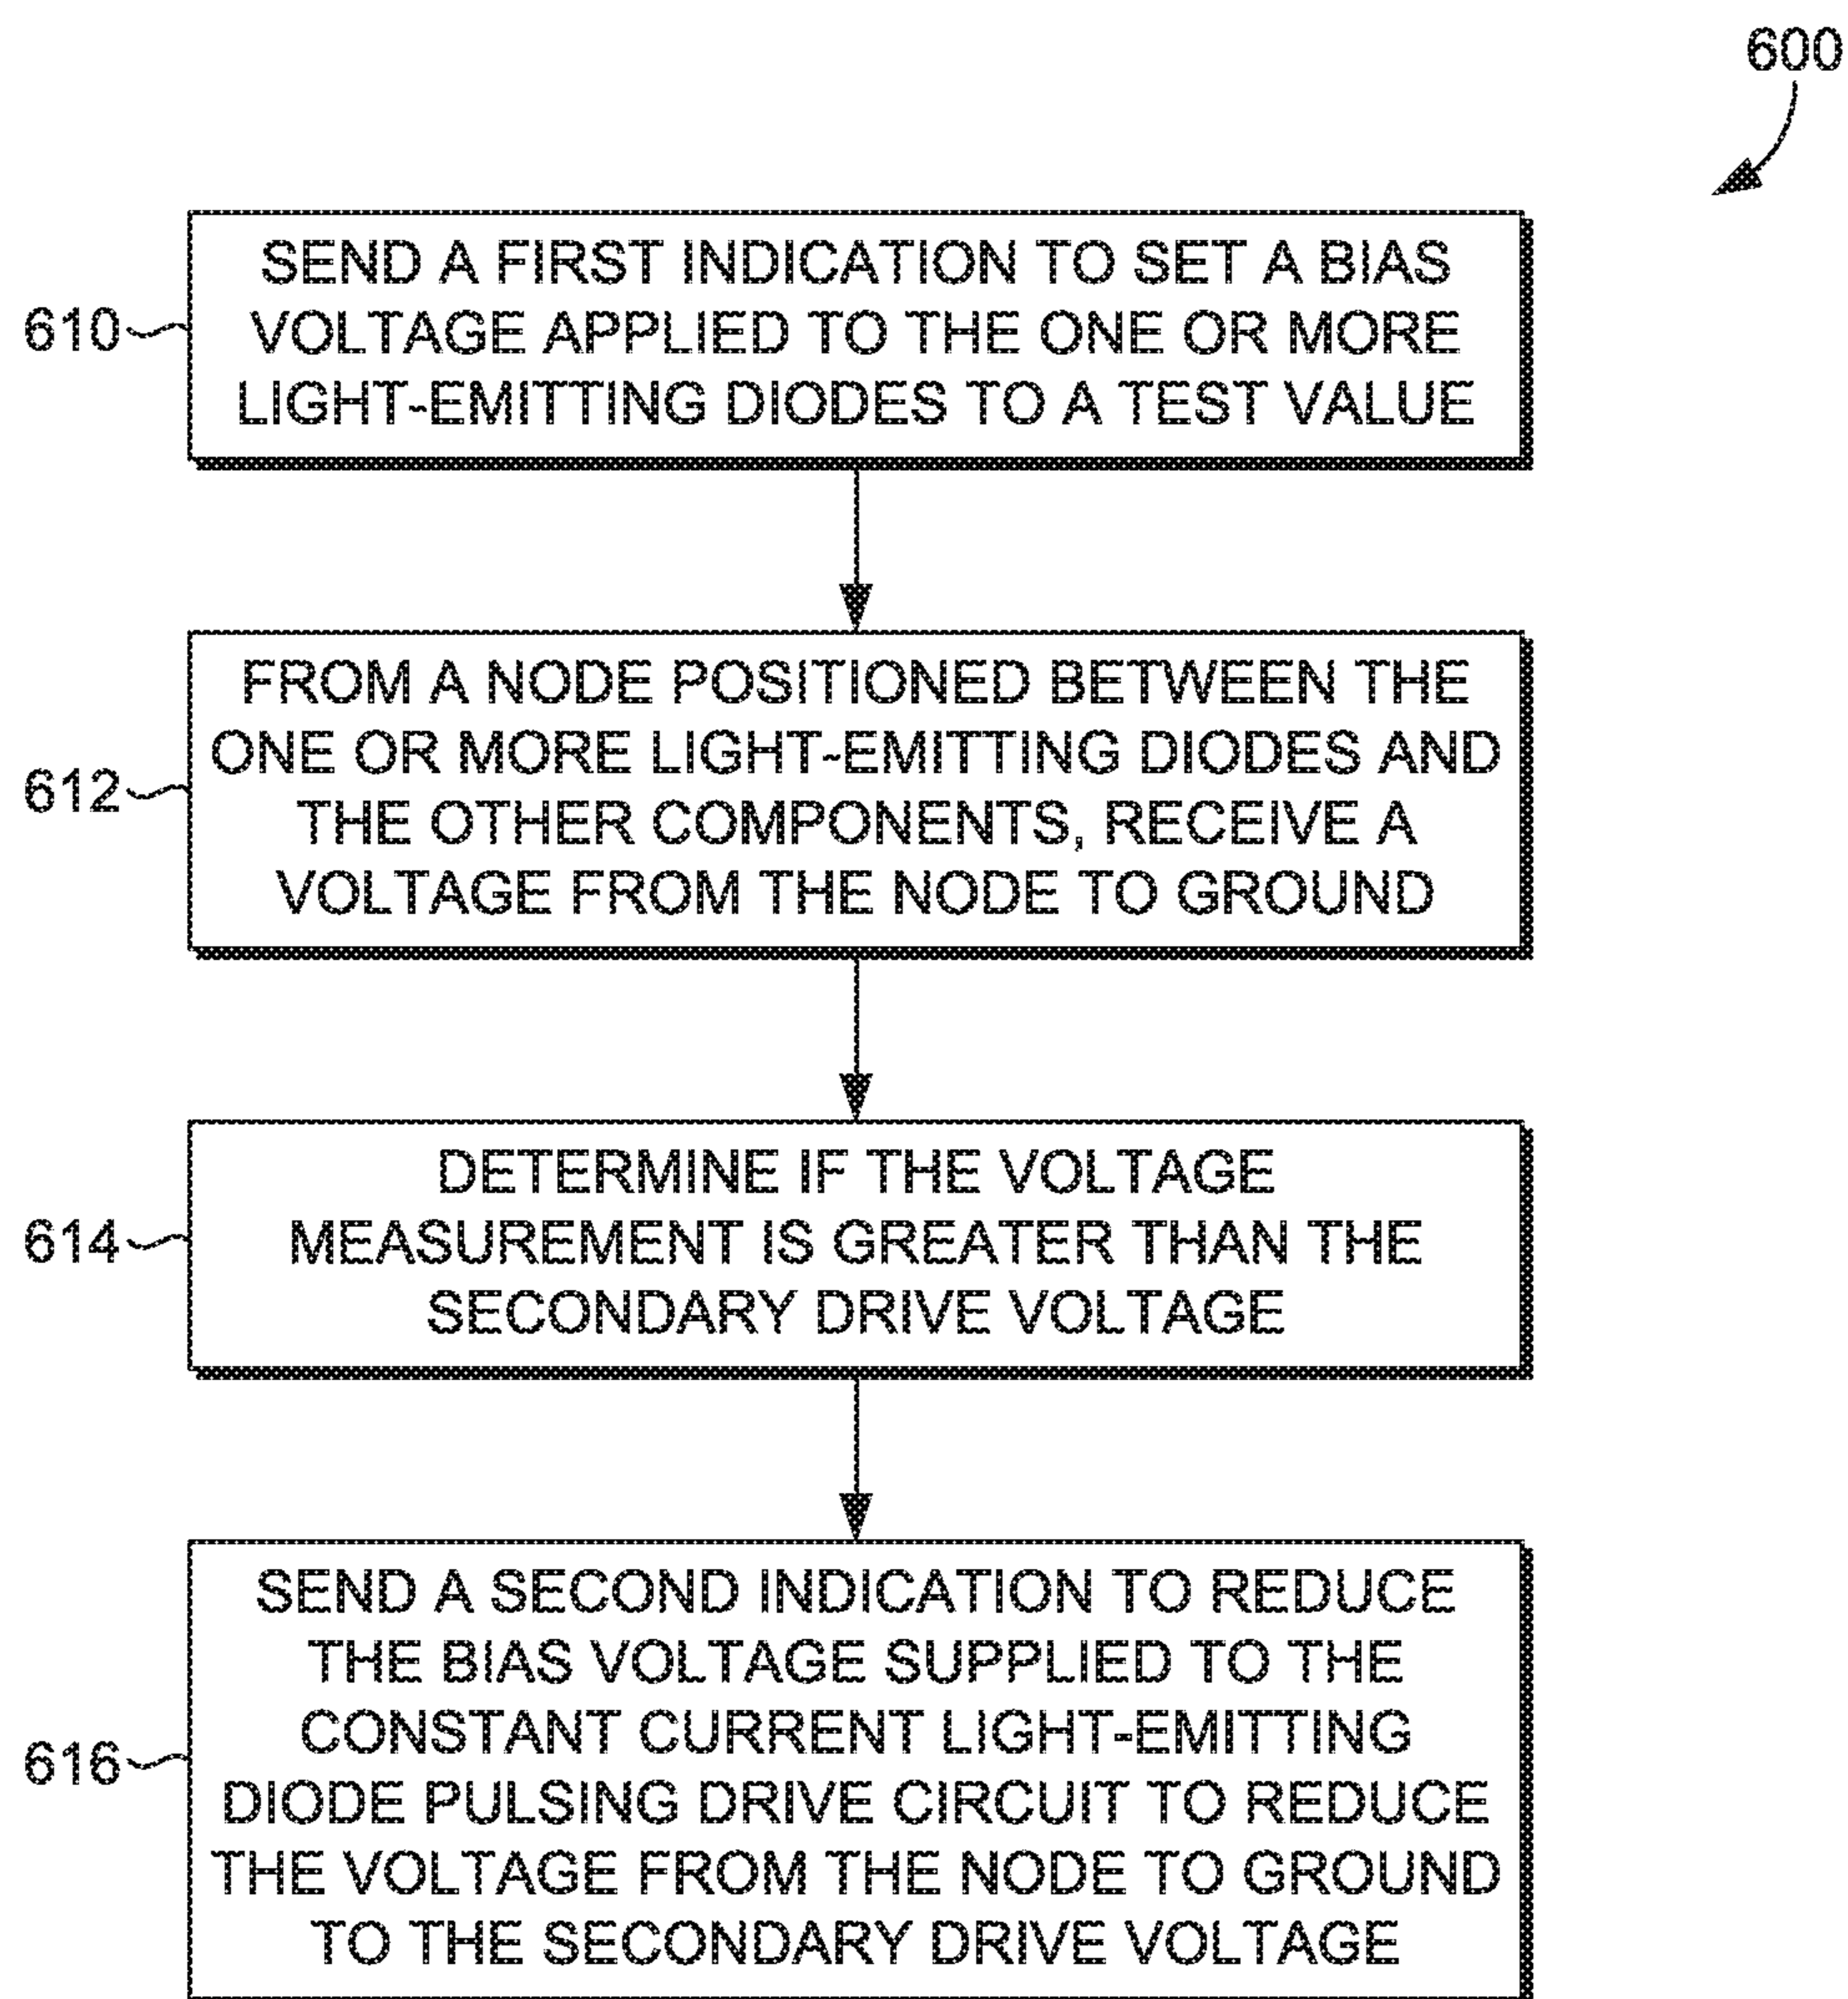 600
610
SEND A FIRST INDICATION TO SET A BIAS
VOLTAGE APPLIED TO THE ONE OR MORE
LIGHT-EMITTING DIODES TO A TEST VALUE
612
FROM A NODE POSITIONED BETWEEN THE
ONE OR MORE LIGHT-EMITTING DIODES AND
THE OTHER COMPONENTS, RECEIVE A
VOLTAGE FROM THE NODE TO GROUND
614
DETERMINE IF THE VOLTAGE
MEASUREMENT IS GREATER THAN THE
SECONDARY DRIVE VOLTAGE
616
SEND A SECOND INDICATION TO REDUCE
THE BIAS VOLTAGE SUPPLIED TO THE
CONSTANT CURRENT LIGHT-EMITTING
DIODE PULSING DRIVE CIRCUIT TO REDUCE
THE VOLTAGE FROM THE NODE TO GROUND
TO THE SECONDARY DRIVE VOLTAGE